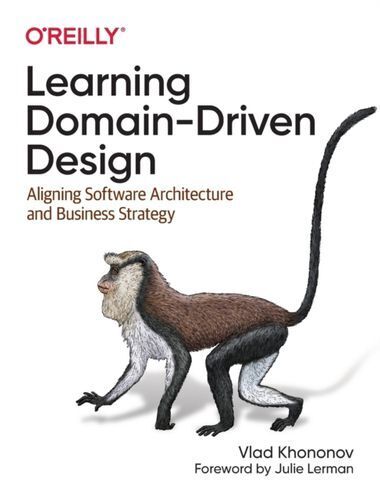 O'REILLY®
Learning
Domain-Driven
Design
Aligning Software Architecture
and Business Strategy
Vlad Khononov
Foreword by Julie Lerman